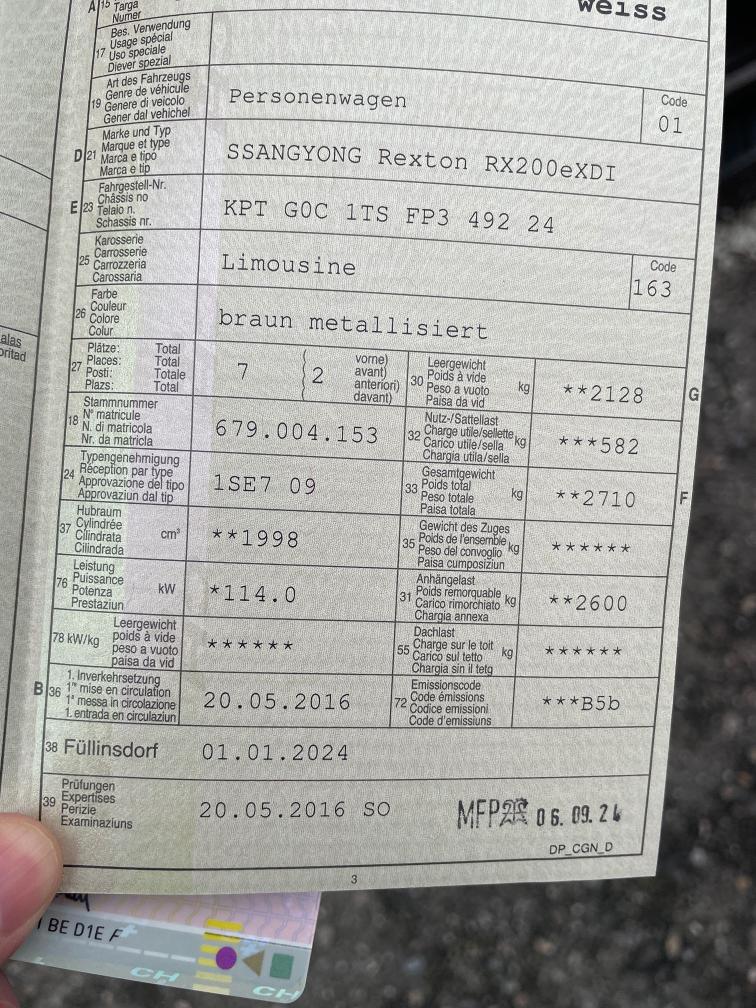 A 15 Targa
Numer
weiss
17
Bes. Verwendung
Usage spécial
Uso speciale
Diever spezial
19
Art des Fahrzeugs
Genre de véhicule
Genere di veicolo
Gener dal vehichel
Personenwagen
Code
01
D 21
Marke und Typ
Marque et type
Marca e tipo
Marca e tip
SSANGYONG Rexton RX200eXDI
E 23
Fahrgestell-Nr.
Châssis no
Telaio n.
Schassis nr.
KPT G0C 1TS FP3 492 24
25
Karosserie
Carrosserie
Carrozzeria
Carossaria
Limousine
Code
163
26
Farbe
Couleur
Colore
Colur
braun metallisiert
27
Plätze: Total
Places: Total
Posti: Totale
Plazs: Total
7
2
vorne)
avant)
anteriori)
davant)
30
Leergewicht
Poids à vide
Peso a vuoto
Paisa da vid
kg
**2128
G
18
Stammnummer
N° matricule
N. di matricola
Nr. da matricla
679.004.153
32
Nutz-/Sattellast
Charge utile/sellette
Carico utile/sella
Chargia utila/sella
kg
***582
24
Typengenehmigung
Réception par type
Approvazione del tipo
Approvaziun dal tip
1SE7 09
33
Gesamtgewicht
Poids total
Peso totale
Paisa totala
kg
**2710
F
37
Hubraum
Cylindrée
Cilindrata
Cilindrada
cm³
**1998
35
Gewicht des Zuges
Poids de l'ensemble
Peso del convoglio
Paisa cumposiziun
kg
******
76
Leistung
Puissance
Potenza
Prestaziun
kW
*114.0
31
Anhängelast
Poids remorquable
Carico rimorchiato
Chargia annexa
kg
**2600
78 kW/kg
Leergewicht
poids à vide
peso a vuoto
paisa da vid
******
55
Dachlast
Charge sur le toit
Carico sul tetto
Chargia sin il tetg
kg
******
B 36
1. Inverkehrsetzung
1re mise en circulation
1a messa in circolazione
1. entrada en circulaziun
20.05.2016
72
Emissionscode
Code émissions
Codice emissioni
Code d'emissiuns
***B5b
38 Füllinsdorf
01.01.2024
39
Prüfungen
Expertises
Perizie
Examinaziuns
20.05.2016 SO
MFP
06.09.24
DP_CGN_D
3
BE D1E F
CH
CH